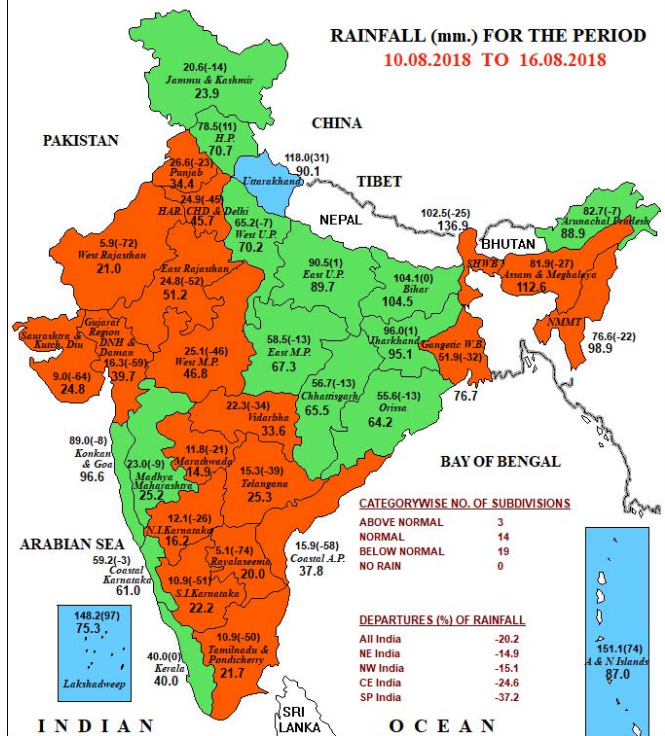 RAINFALL (mm.) FOR THE PERIOD
10.08.2018 TO 16.08.2018
20.6(-14)
Jammu & Kashmir
23.9
CHINA
PAKISTAN
78.5(11)
H.P.
70.7
26.6(-23)
Punjab
34.4
118.0(31)
90.1
Uttarakhand
TIBET
24.9(-45)
HAR. CHD & Delhi
45.7
65.2(-7)
West U.P.
70.2
NEPAL
102.5(-25)
136.9
SHWB
BHUTAN
82.7(-7)
Arunachal Pradesh
88.9
5.9(-72)
West Rajasthan
21.0
East Rajasthan
24.8(-52)
51.2
90.5(1)
East U.P.
89.7
104.1(0)
Bihar
104.5
81.9(-27)
Assam & Meghalaya
112.6
NMMT
76.6(-22)
98.9
Saurashtra &
Kutch, Diu
9.0(-64)
24.8
Gujarat
Region
DNH &
Daman
16.3(-59)
39.7
25.1(-46)
West M.P.
46.8
58.5(-13)
East M.P.
67.3
96.0(1)
Jharkhand
95.1
Gangetic W.B.
51.9(-32)
76.7
56.7(-13)
Chhattisgarh
65.5
55.6(-13)
Orissa
64.2
22.3(-34)
Vidarbha
33.6
89.0(-8)
Konkan
& Goa
96.6
23.0(-9)
Madhya
Maharashtra
25.2
11.8(-21)
Marathwada
14.9
15.3(-39)
Telangana
25.3
BAY OF BENGAL
12.1(-26)
N.I.Karnataka
16.2
ARABIAN SEA
59.2(-3)
Coastal
Karnataka
61.0
5.1(-74)
Rayalaseema
20.0
15.9(-58)
Coastal A.P.
37.8
10.9(-51)
S.I.Karnataka
22.2
CATEGORYWISE NO. OF SUBDIVISIONS
ABOVE NORMAL 3
NORMAL 14
BELOW NORMAL 19
NO RAIN 0
DEPARTURES (%) OF RAINFALL
All India -20.2
NE India -14.9
NW India -15.1
CE India -24.6
SP India -37.2
148.2(97)
75.3
Lakshadweep
40.0(0)
Kerala
40.0
10.9(-50)
Tamilnadu &
Pondicherry
21.7
151.1(74)
A & N Islands
87.0
SRI
LANKA
INDIAN OCEAN